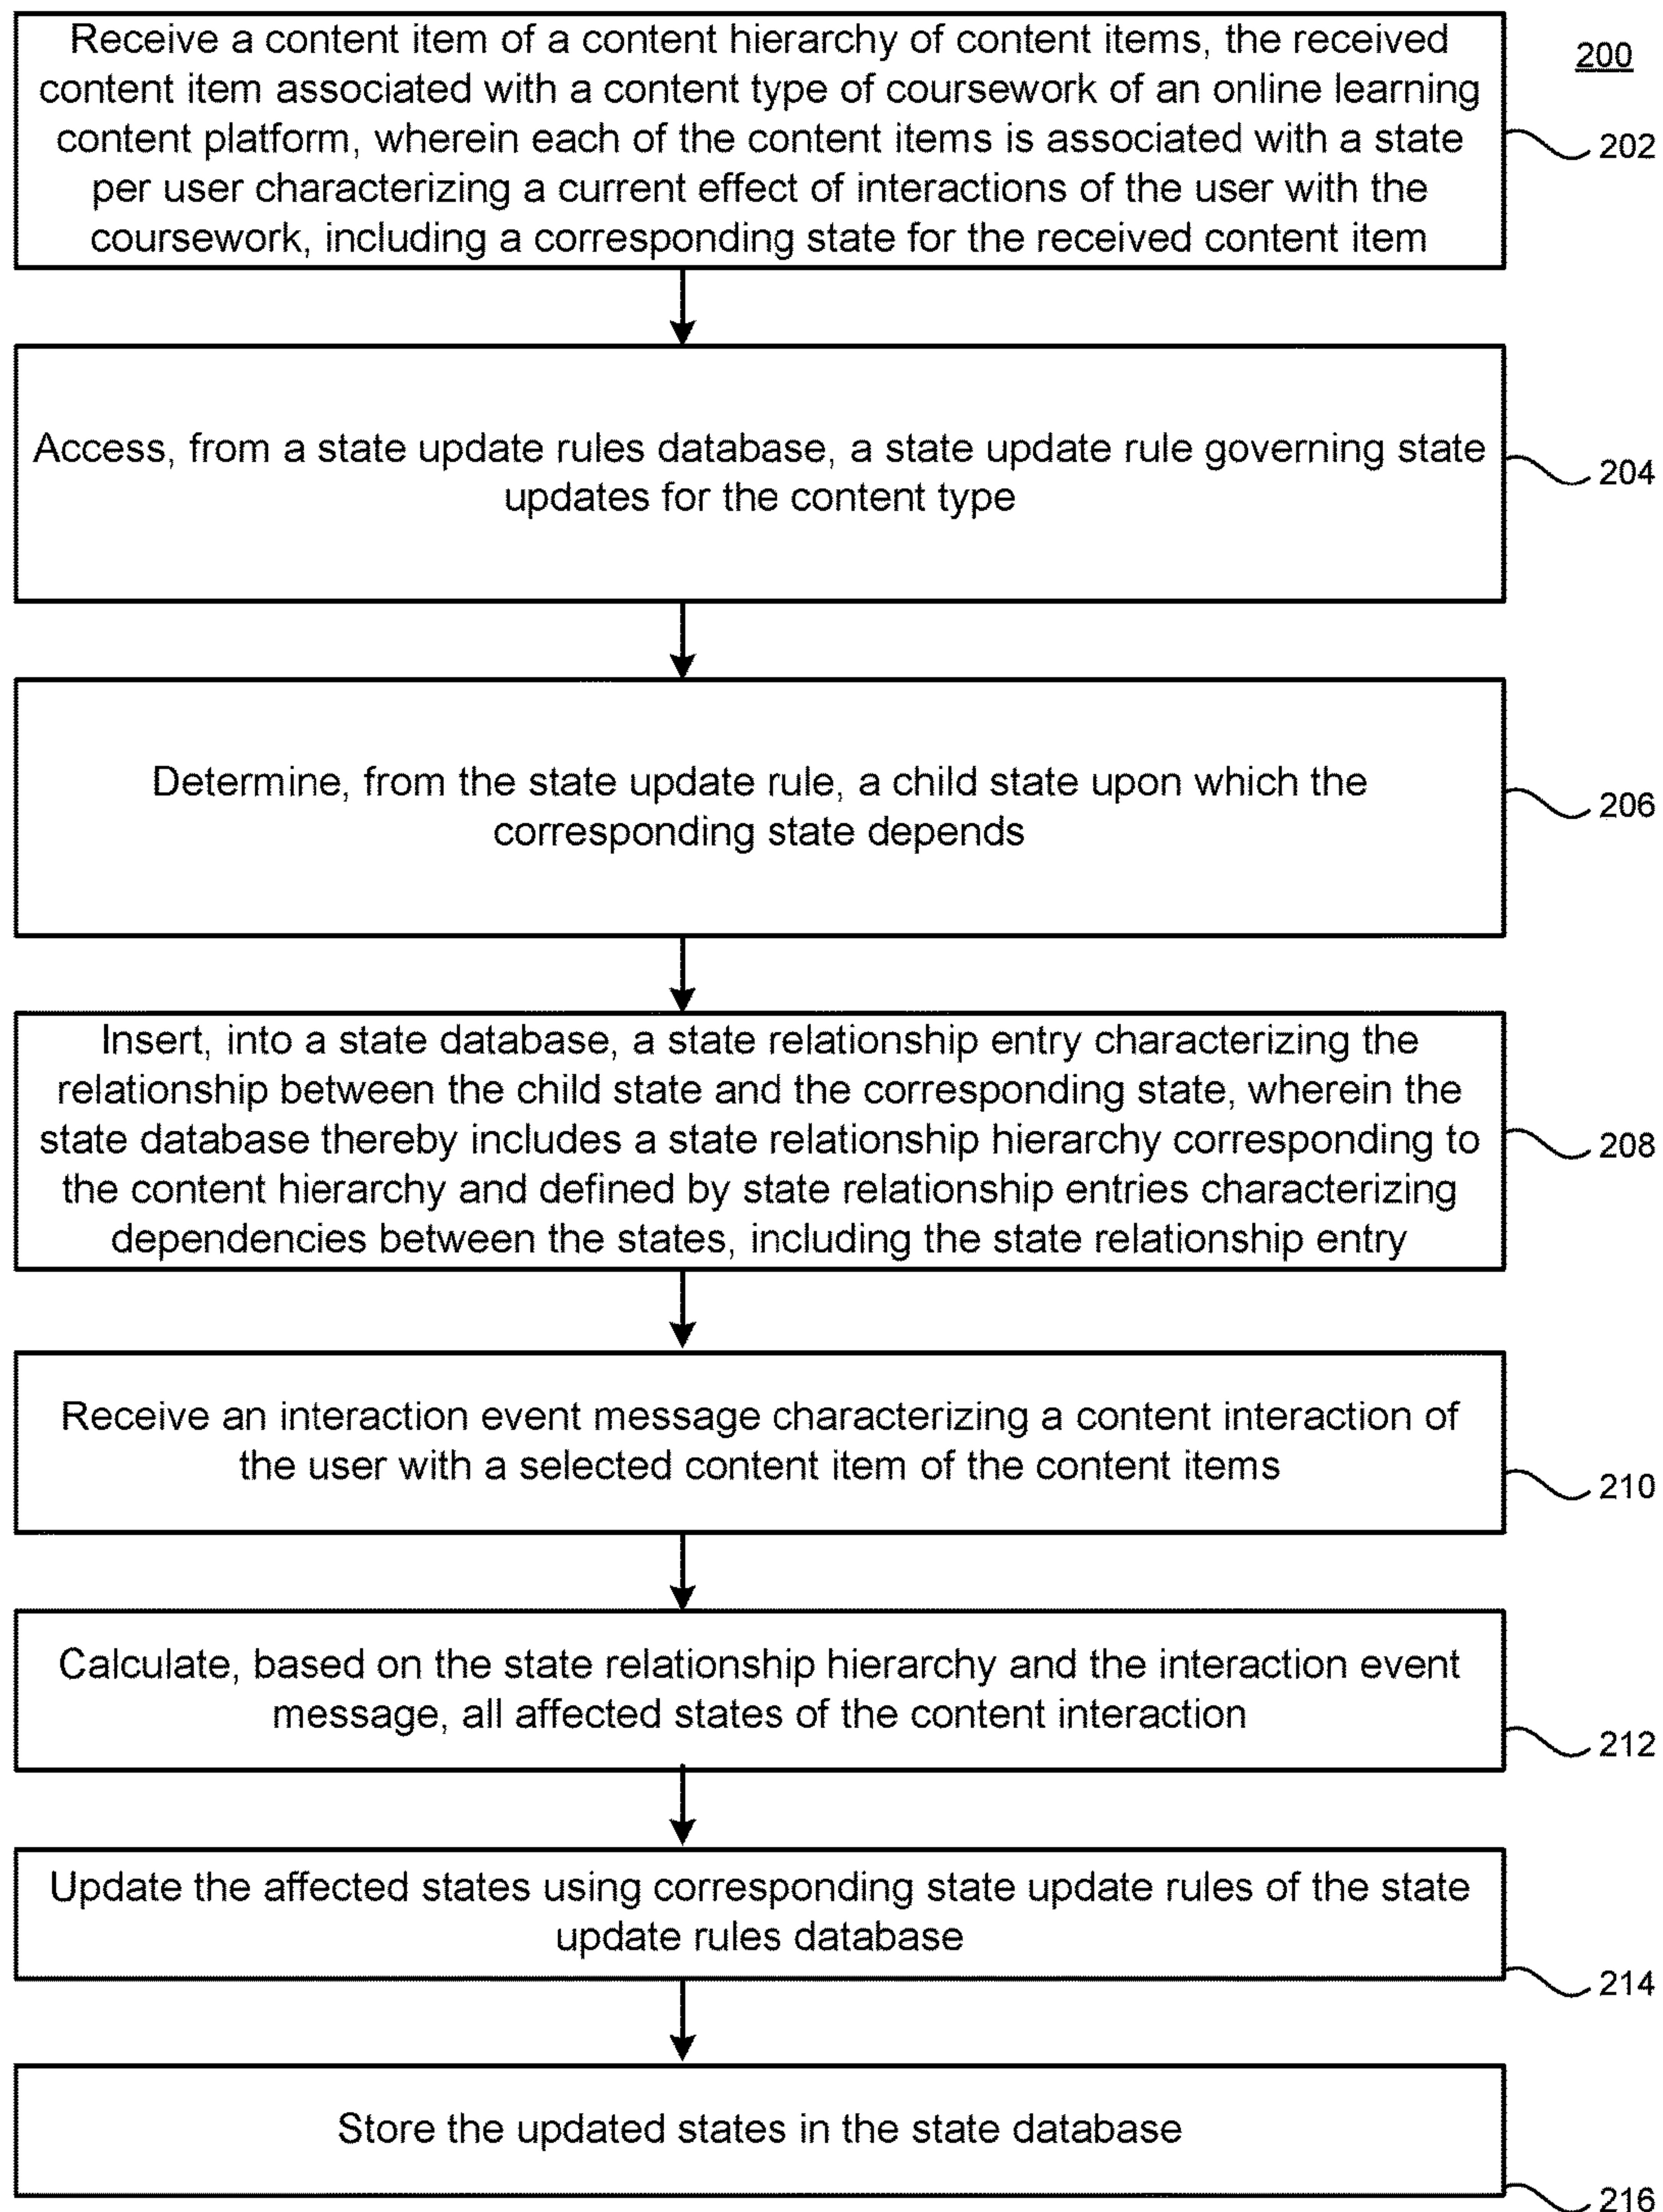 200
Receive a content item of a content hierarchy of content items, the received
content item associated with a content type of coursework of an online learning
content platform, wherein each of the content items is associated with a state
per user characterizing a current effect of interactions of the user with the
coursework, including a corresponding state for the received content item
202
Access, from a state update rules database, a state update rule governing state
updates for the content type
204
Determine, from the state update rule, a child state upon which the
corresponding state depends
206
Insert, into a state database, a state relationship entry characterizing the
relationship between the child state and the corresponding state, wherein the
state database thereby includes a state relationship hierarchy corresponding to
the content hierarchy and defined by state relationship entries characterizing
dependencies between the states, including the state relationship entry
208
Receive an interaction event message characterizing a content interaction of
the user with a selected content item of the content items
210
Calculate, based on the state relationship hierarchy and the interaction event
message, all affected states of the content interaction
212
Update the affected states using corresponding state update rules of the state
update rules database
214
Store the updated states in the state database
216